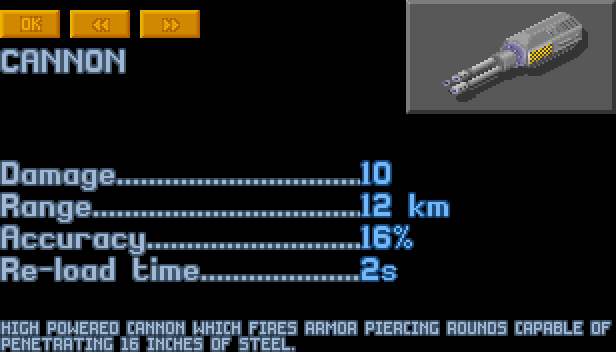 OK
CANNON
Damage..............................10
Range.................................12 km
Accuracy...........................16%
Re-load time....................2s
HIGH POWERED CANNON WHICH FIRES ARMOR PIERCING ROUNDS CAPABLE OF
PENETRATING 16 INCHES OF STEEL.